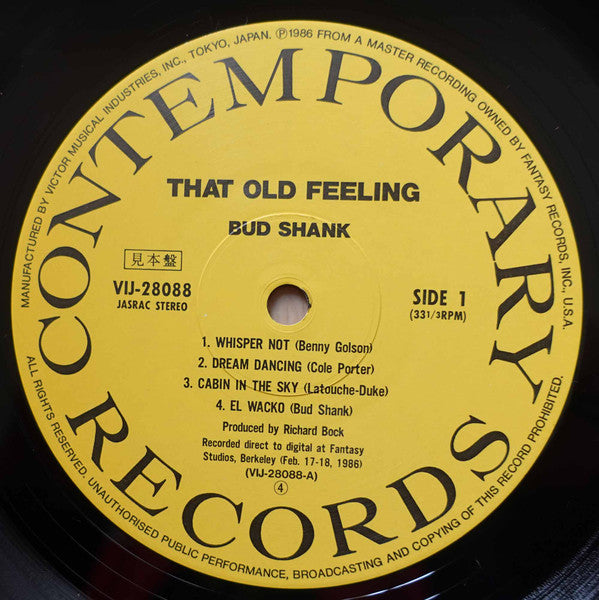 MANUFACTURED BY VICTOR MUSICAL INDUSTRIES, INC., TOKYO, JAPAN. ℗1986 FROM A MASTER RECORDING OWNED BY FANTASY RECORDS, INC., U.S.A.
CONTEMPORARY RECORDS
THAT OLD FEELING
BUD SHANK
見本盤
VIJ-28088
JASRAC STEREO
SIDE 1
(33 1/3 RPM)
1. WHISPER NOT (Benny Golson)
2. DREAM DANCING (Cole Porter)
3. CABIN IN THE SKY (Latouche-Duke)
4. EL WACKO (Bud Shank)
Produced by Richard Bock
Recorded direct to digital at Fantasy
Studios, Berkeley (Feb. 17-18, 1986)
(VIJ-28088-A)
④
ALL RIGHTS RESERVED. UNAUTHORISED PUBLIC PERFORMANCE, BROADCASTING AND COPYING OF THIS RECORD PROHIBITED.